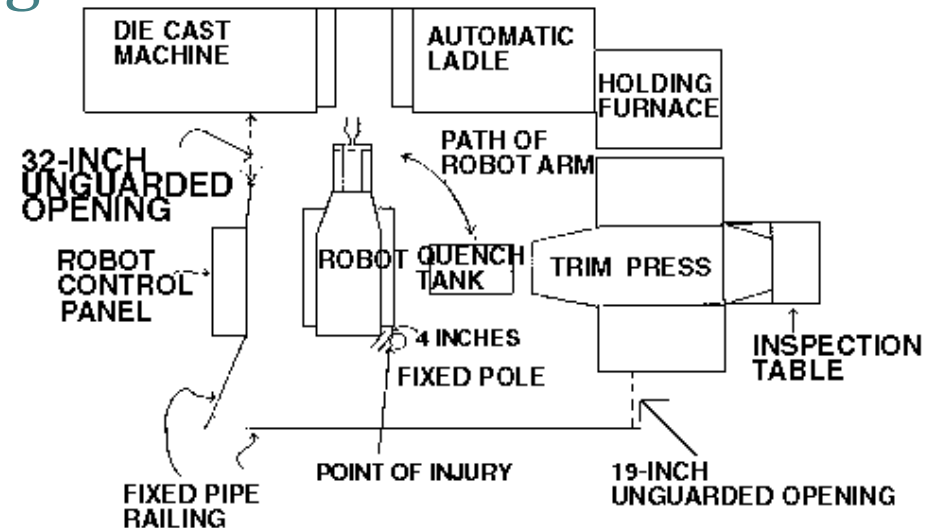 DIE CAST
MACHINE
AUTOMATIC
LADLE
HOLDING
FURNACE
PATH OF
ROBOT ARM
32-INCH
UNGUARDED
OPENING
ROBOT
CONTROL
PANEL
ROBOT
QUENCH
TANK
TRIM PRESS
4 INCHES
FIXED POLE
INSPECTION
TABLE
POINT OF INJURY
19-INCH
UNGUARDED OPENING
FIXED PIPE
RAILING